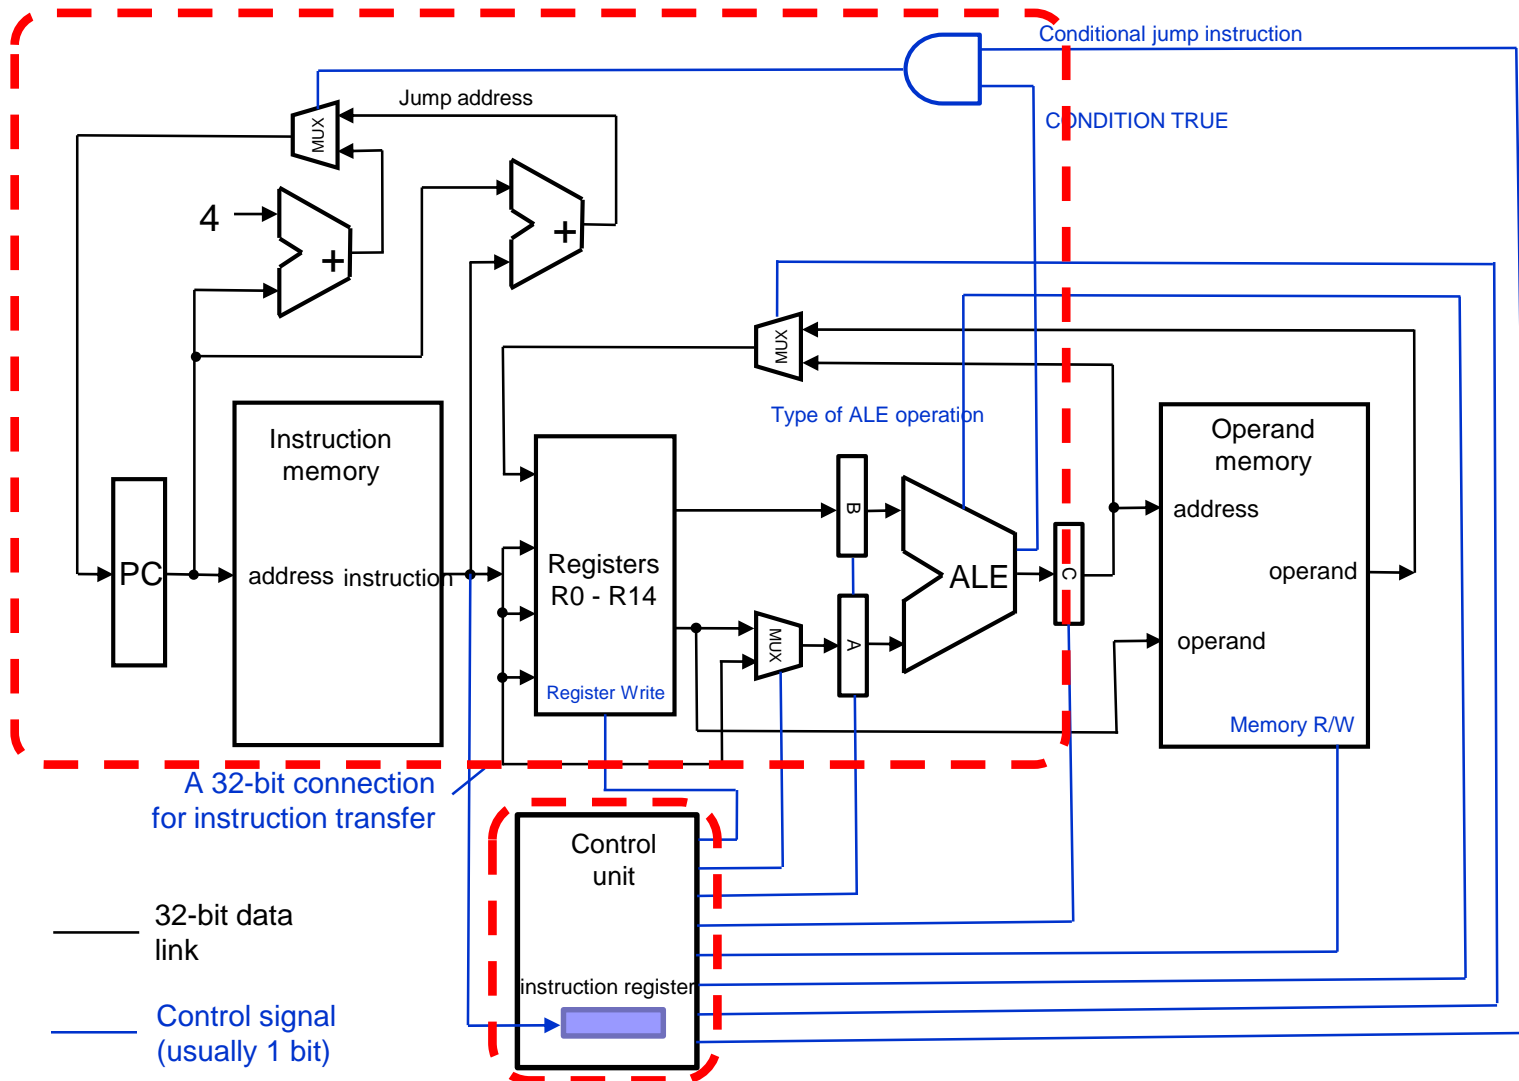 Conditional jump instruction
Jump address
MUX
CONDITION TRUE
4
+
+
MUX
Type of ALE operation
Instruction
memory
Operand
memory
B
address
PC
address
instruction
Registers
R0 - R14
ALE
C
operand
MUX
A
operand
Register Write
Memory R/W
A 32-bit connection
for instruction transfer
Control
unit
32-bit data
link
instruction register
Control signal
(usually 1 bit)